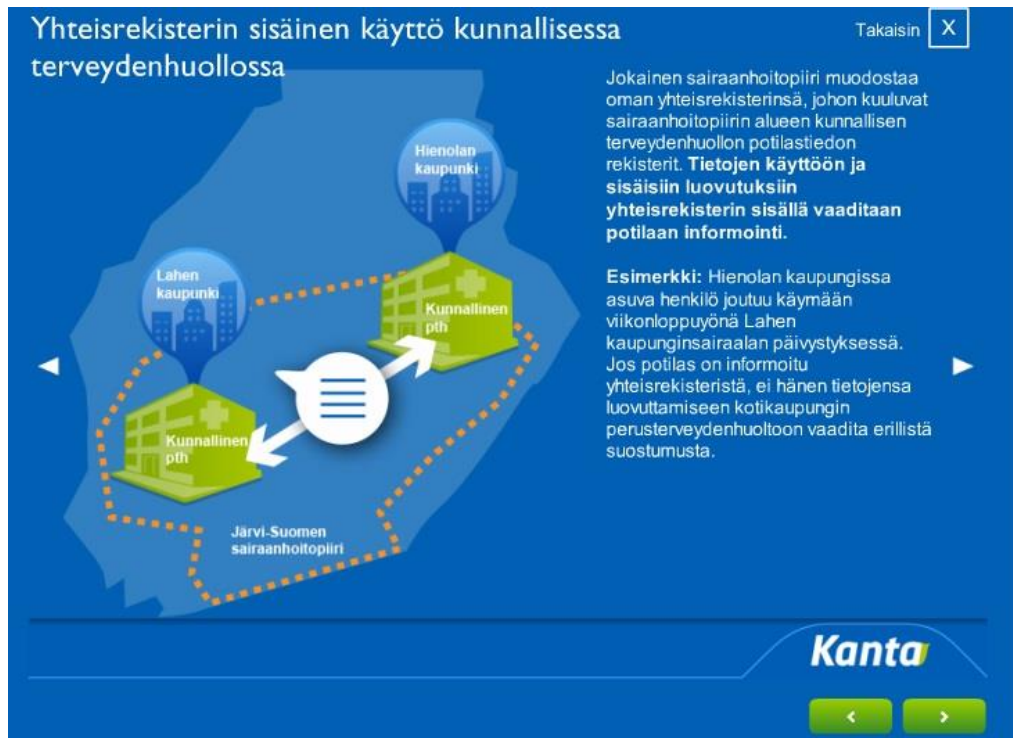 Yhteisrekisterin sisäinen käyttö kunnallisessa
terveydenhuollossa
Takaisin X
Jokainen sairaanhoitopiiri muodostaa
oman yhteisrekisterinsä, johon kuuluvat
sairaanhoitopiirin alueen kunnallisen
terveydenhuollon potilastiedon
rekisterit. Tietojen käyttöön ja
sisäisiin luovutuksiin
yhteisrekisterin sisällä vaaditaan
potilaan informointi.
Esimerkki: Hienolan kaupungissa
asuva henkilö joutuu käymään
viikonloppuyönä Lahen
kaupunginsairaalan päivystyksessä.
Jos potilas on informoitu
yhteisrekisteristä, ei hänen tietojensa
luovuttamiseen kotikaupungin
perusterveydenhuoltoon vaadita erillistä
suostumusta.
Hienolan
kaupunki
Lahen
kaupunki
Kunnallinen
pth
Kunnallinen
pth
Järvi-Suomen
sairaanhoitopiiri
Kanta